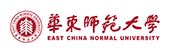 華東師範大學
EAST CHINA NORMAL UNIVERSITY